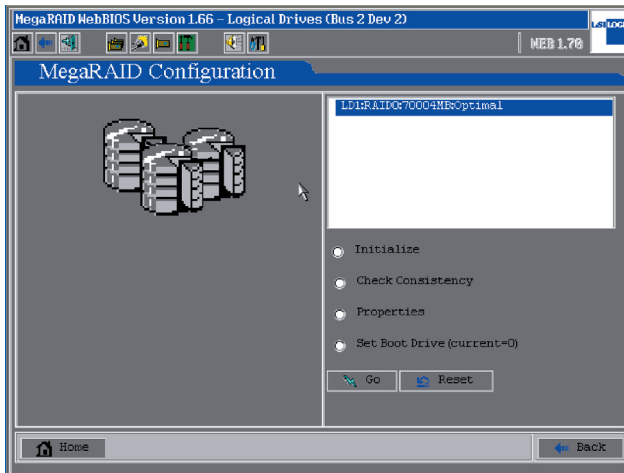 MegaRAID WebBIOS Version 1.66 – Logical Drives (Bus 2 Dev 2)
WEB 1.70
MegaRAID Configuration
LD1:RAID0:70004MB:Optimal
Initialize
Check Consistency
Properties
Set Boot Drive (current=0)
Go
Reset
Home
Back